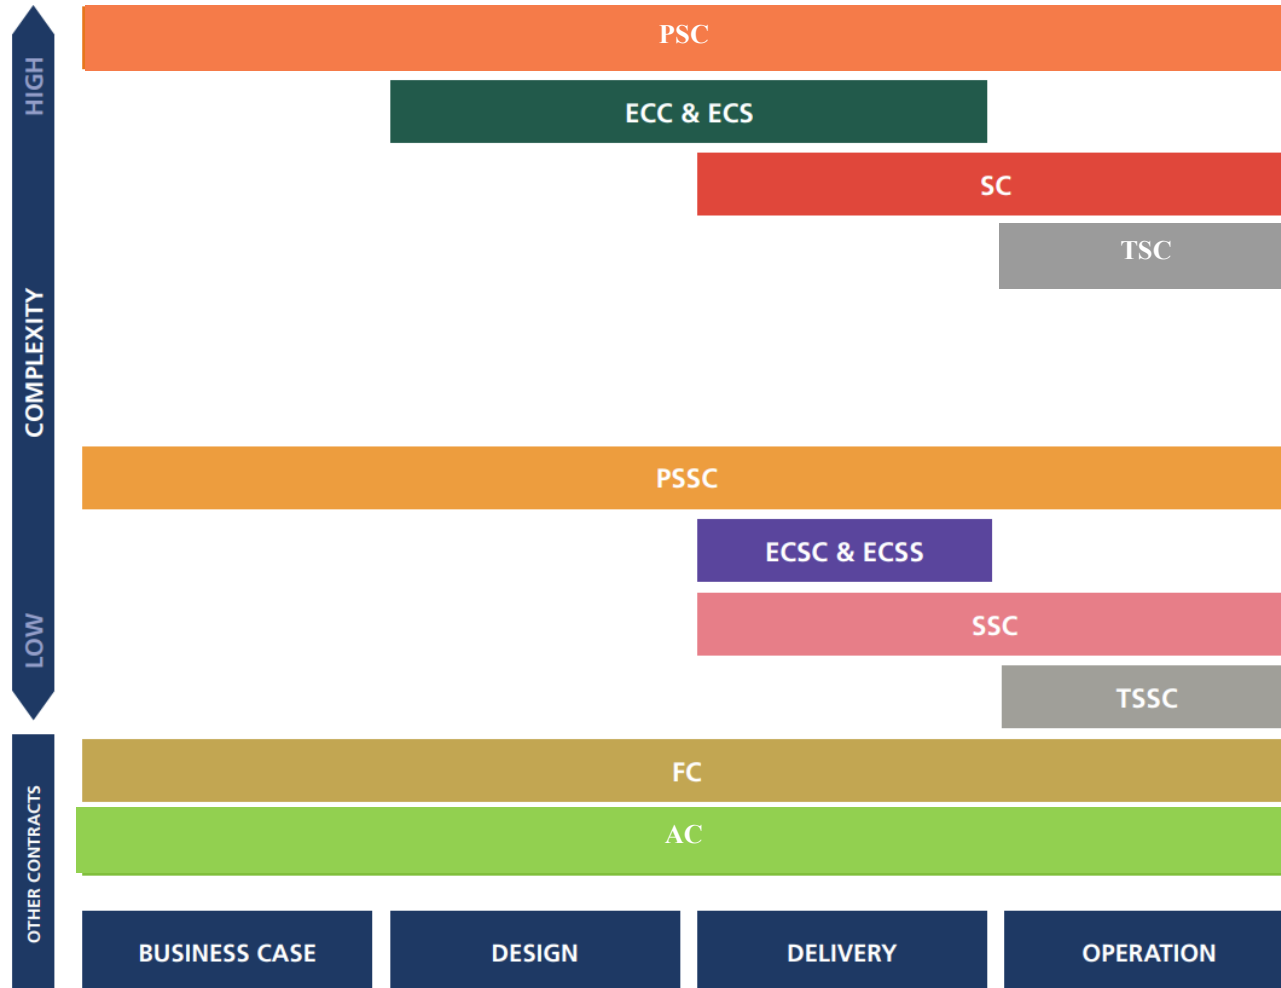 HIGH
COMPLEXITY
LOW
OTHER CONTRACTS
PSC
ECC & ECS
SC
TSC
PSSC
ECSC & ECSS
SSC
TSSC
FC
AC
BUSINESS CASE
DESIGN
DELIVERY
OPERATION